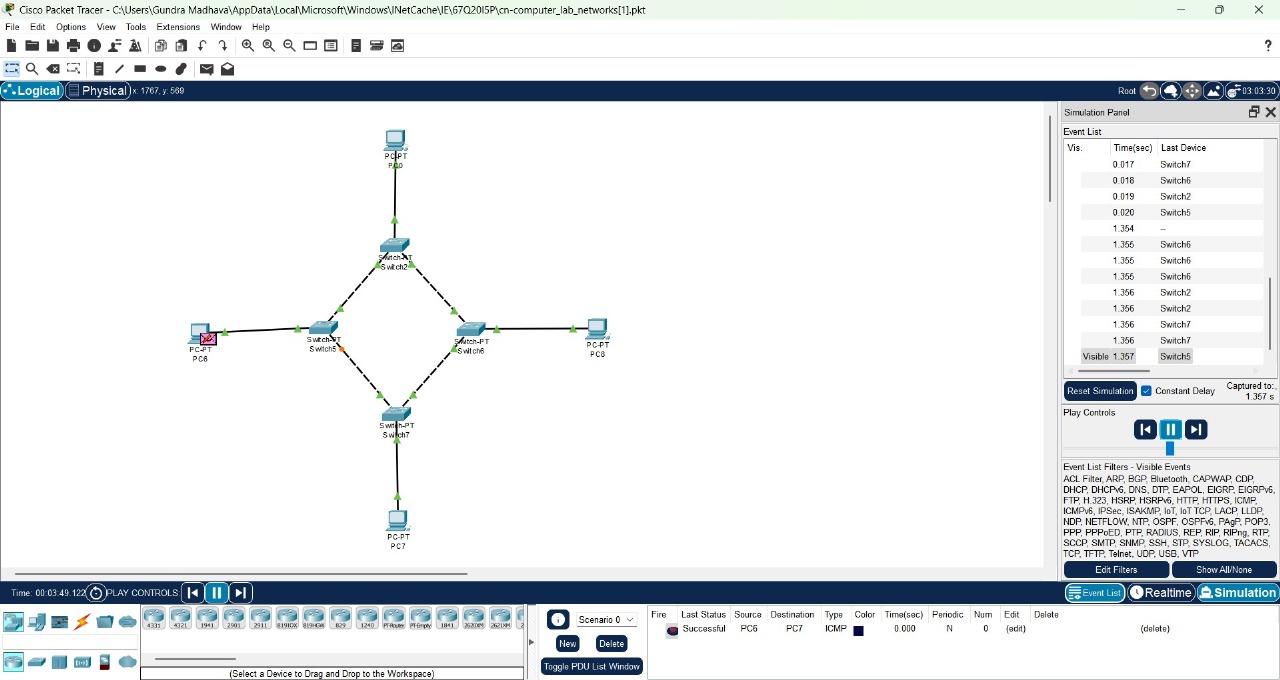 Cisco Packet Tracer - C:\Users\Gundra Madhava\AppData\Local\Microsoft\Windows\INetCache\IE\67Q20I5P\cn-computer_lab_networks[1].pkt
File Edit Options View Tools Extensions Window Help
?
Logical Physical x: 1767, y: 569 Root 03:03:30
Simulation Panel
Event List
Vis. Time(sec) Last Device
0.017 Switch7
0.018 Switch6
0.019 Switch2
0.020 Switch5
1.354 --
1.355 Switch6
1.355 Switch6
1.355 Switch6
1.356 Switch2
1.356 Switch2
1.356 Switch7
1.356 Switch7
Visible 1.357 Switch5
Reset Simulation Constant Delay Captured to:
1.357 s
Play Controls
Event List Filters - Visible Events
ACL Filter, ARP, BGP, Bluetooth, CAPWAP, CDP,
DHCP, DHCPv6, DNS, DTP, EAPOL, EIGRP, EIGRPv6,
FTP, H.323, HSRP, HSRPv6, HTTP, HTTPS, ICMP,
ICMPv6, IPSec, ISAKMP, IoT, IoT TCP, LACP, LLDP,
NDP, NETFLOW, NTP, OSPF, OSPFv6, PAgP, POP3,
PPP, PPPoED, PTP, RADIUS, REP, RIP, RIPng, RTP,
SCCP, SMTP, SNMP, SSH, STP, SYSLOG, TACACS,
TCP, TFTP, Telnet, UDP, USB, VTP
Edit Filters Show All/None
PC-PT
PC0
Switch-PT
Switch2
PC-PT
PC6
Switch-PT
Switch5
Switch-PT
Switch6
PC-PT
PC8
Switch-PT
Switch7
PC-PT
PC7
Time: 00:03:49.122 PLAY CONTROLS: Event List Realtime Simulation
4331 4321 1941 2901 2911 819IOX 819HGW 829 1240 PT-Router PT-Empty 1841 2620XM 2621XM 2
(Select a Device to Drag and Drop to the Workspace)
Scenario 0
New Delete
Toggle PDU List Window
Fire Last Status Source Destination Type Color Time(sec) Periodic Num Edit Delete
Successful PC6 PC7 ICMP 0.000 N 0 (edit) (delete)